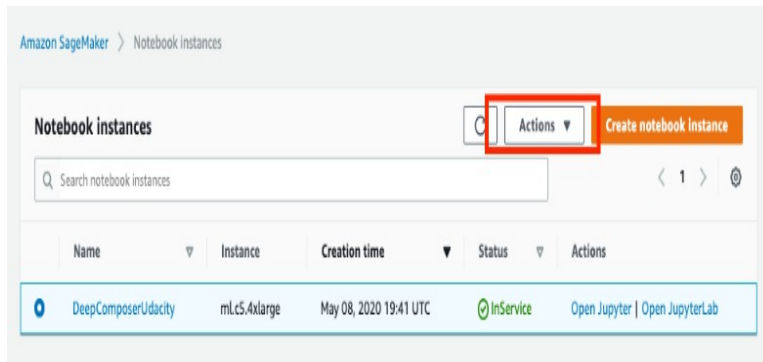 Amazon SageMaker > Notebook instances
Notebook instances
Actions ▼
Create notebook instance
Search notebook instances
< 1 >
Name Instance Creation time ▼ Status Actions
DeepComposerUdacity ml.c5.4xlarge May 08, 2020 19:41 UTC InService Open Jupyter | Open JupyterLab